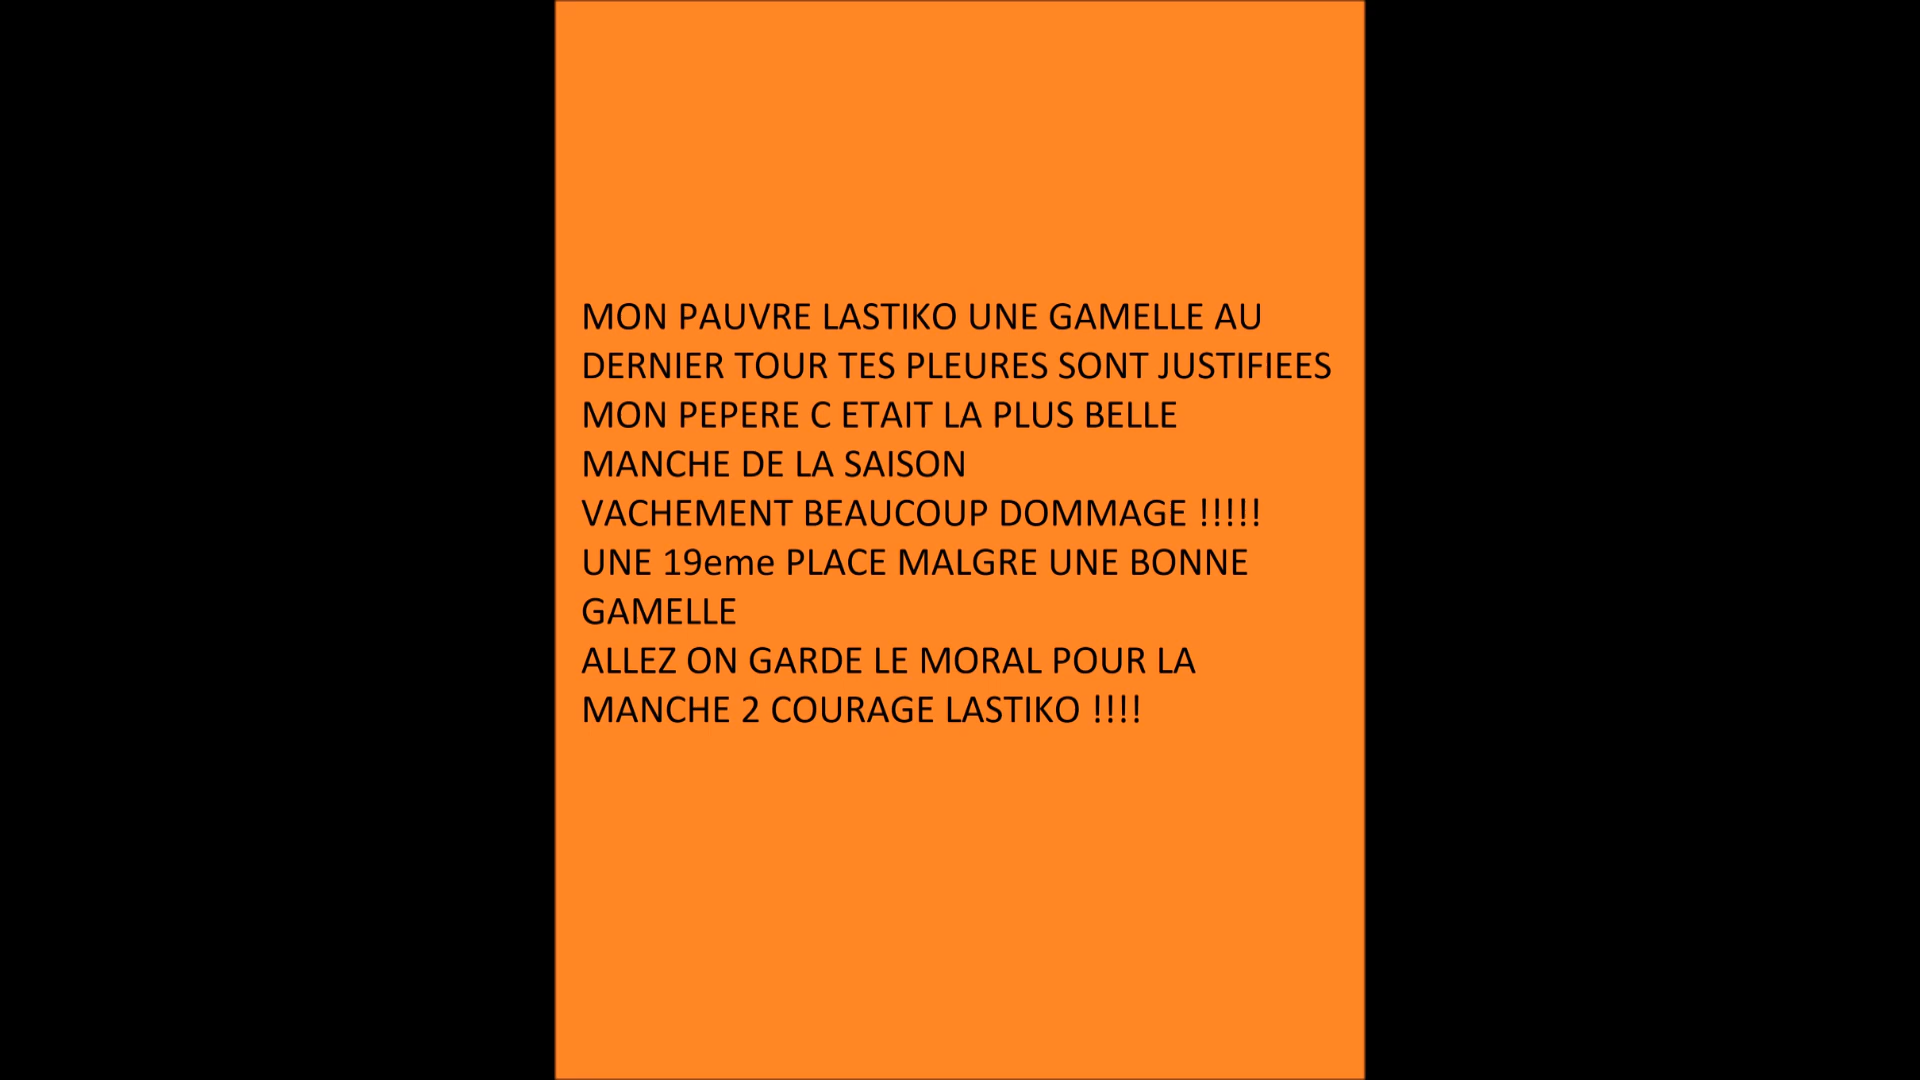 MON PAUVRE LASTIKO UNE GAMELLE AU
DERNIER TOUR TES PLEURES SONT JUSTIFIEES
MON PEPERE C ETAIT LA PLUS BELLE
MANCHE DE LA SAISON
VACHEMENT BEAUCOUP DOMMAGE !!!!!
UNE 19eme PLACE MALGRE UNE BONNE
GAMELLE
ALLEZ ON GARDE LE MORAL POUR LA
MANCHE 2 COURAGE LASTIKO !!!!